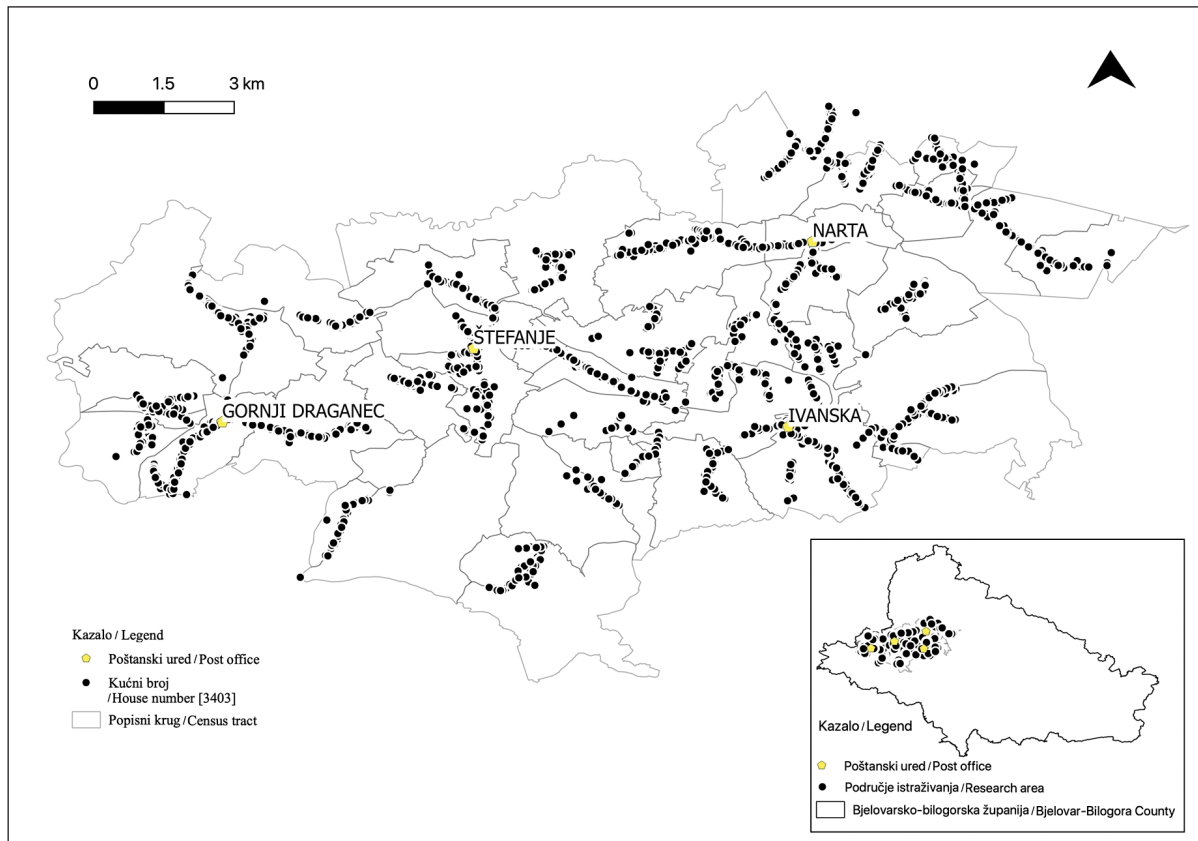 0 1.5 3 km
NARTA
ŠTEFANJE
GORNJI DRAGANEC
IVANSKA
Kazalo / Legend
Poštanski ured / Post office
Kućni broj
/House number [3403]
Popisni krug / Census tract
Kazalo / Legend
Poštanski ured / Post office
Područje istraživanja / Research area
Bjelovarsko-bilogorska županija / Bjelovar-Bilogora County